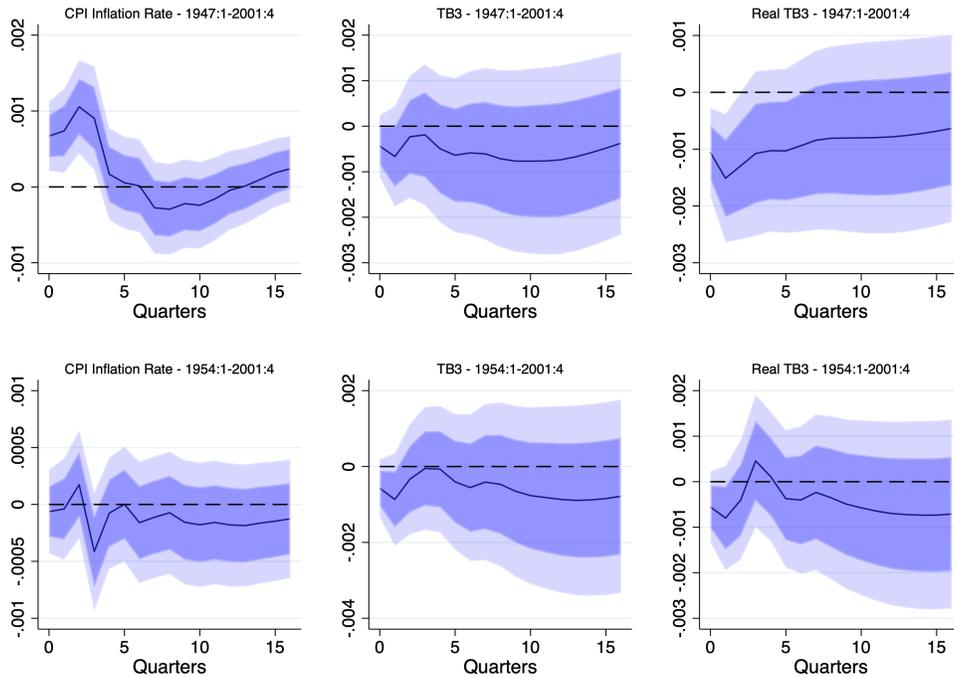 CPI Inflation Rate - 1947:1-2001:4
.002
.001
0
-.001
0 5 10 15
Quarters
TB3 - 1947:1-2001:4
.002
.001
0
-.001
-.002
-.003
0 5 10 15
Quarters
Real TB3 - 1947:1-2001:4
.001
0
-.001
-.002
-.003
0 5 10 15
Quarters
CPI Inflation Rate - 1954:1-2001:4
.001
.0005
0
-.0005
-.001
0 5 10 15
Quarters
TB3 - 1954:1-2001:4
.002
0
-.002
-.004
0 5 10 15
Quarters
Real TB3 - 1954:1-2001:4
.002
.001
0
-.001
-.002
-.003
0 5 10 15
Quarters